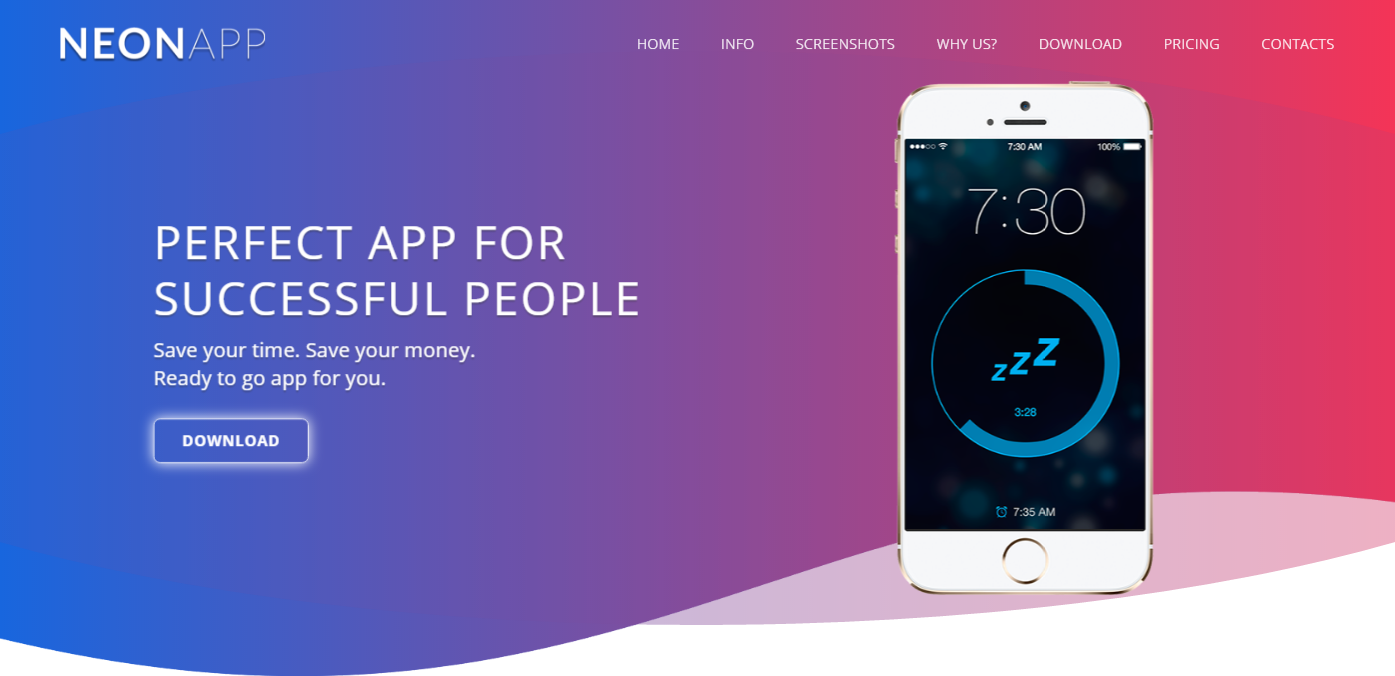 NEONAPP
HOME INFO SCREENSHOTS WHY US? DOWNLOAD PRICING CONTACTS
PERFECT APP FOR
SUCCESSFUL PEOPLE
Save your time. Save your money.
Ready to go app for you.
DOWNLOAD
7:30 AM 100%
7:30
zzZ
3:28
7:35 AM